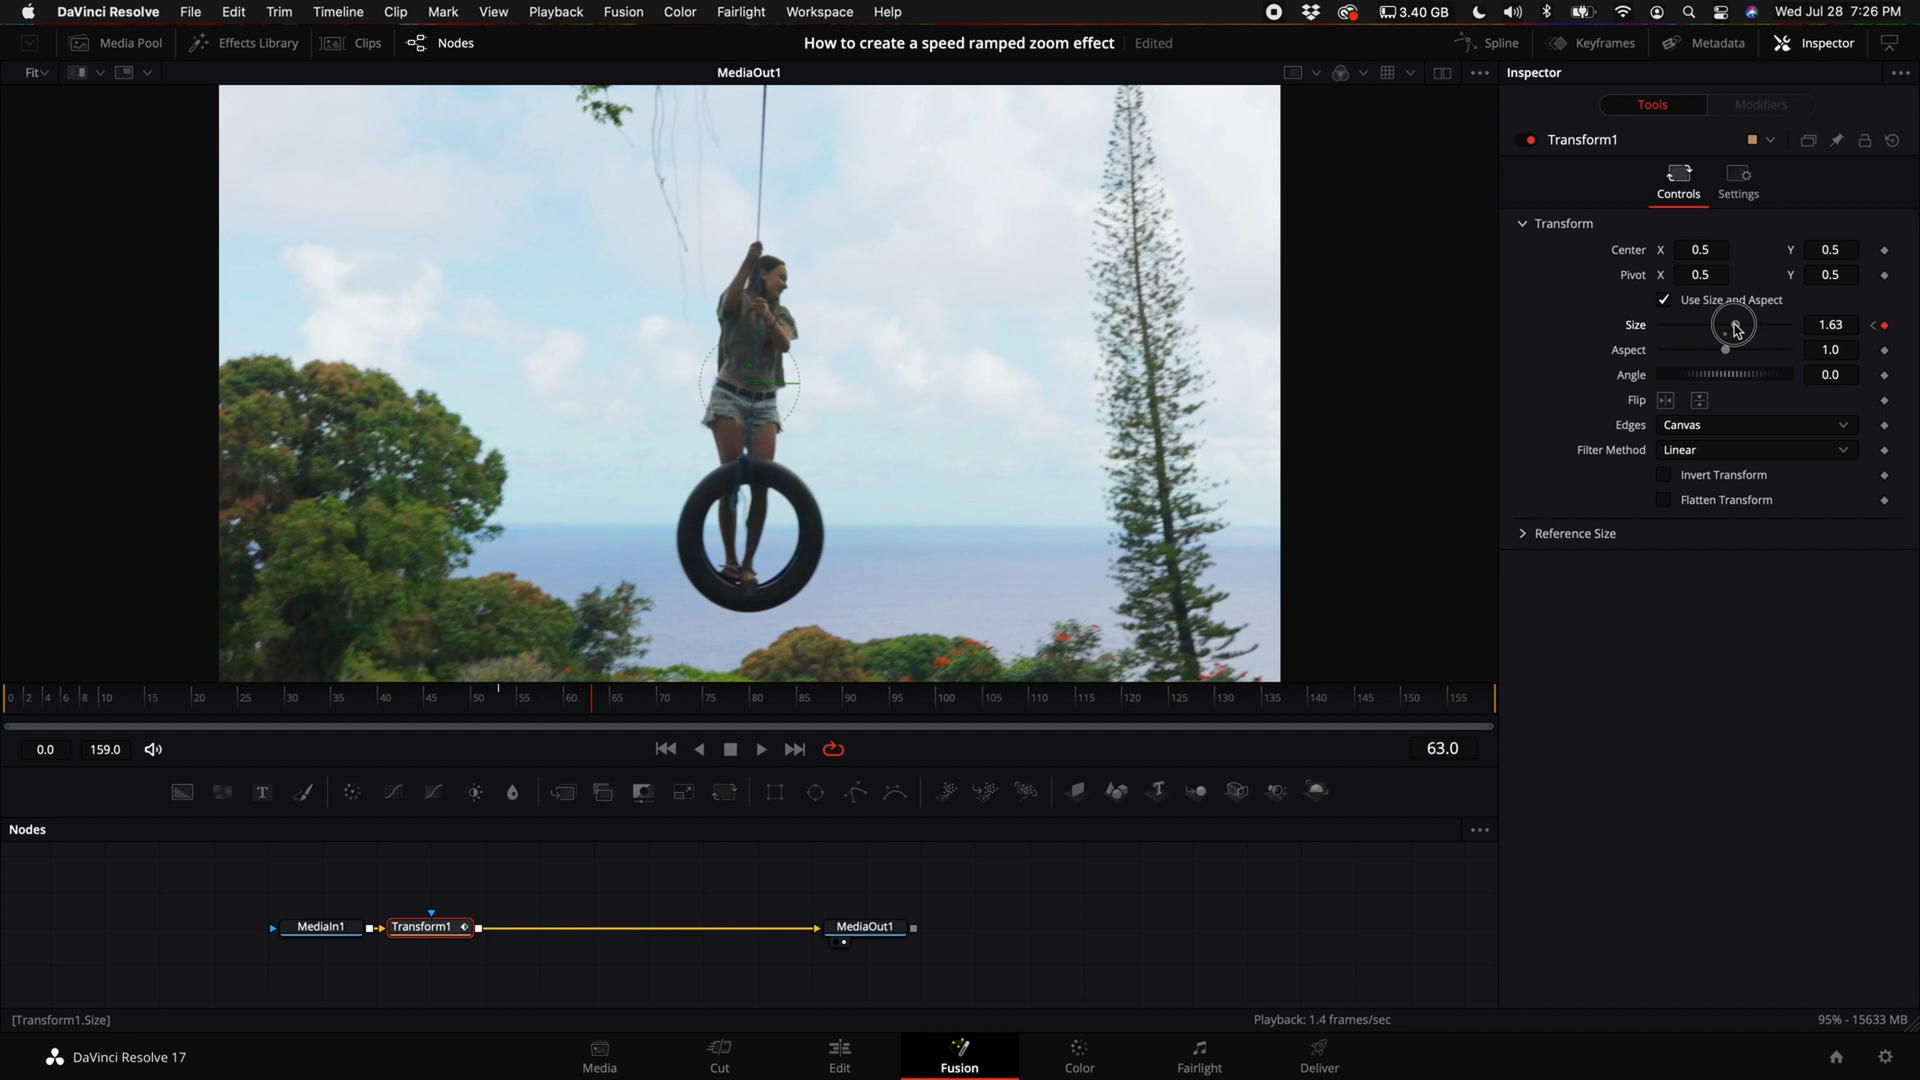 DaVinci Resolve File Edit Trim Timeline Clip Mark View Playback Fusion Color Fairlight Workspace Help 3.40 GB Wed Jul 28 7:26 PM
Media Pool Effects Library Clips Nodes How to create a speed ramped zoom effect Edited Spline Keyframes Metadata Inspector
Fit MediaOut1 Inspector
Tools Modifiers
Transform1
Controls Settings
Transform
Center X 0.5 Y 0.5
Pivot X 0.5 Y 0.5
Use Size and Aspect
Size 1.63
Aspect 1.0
Angle 0.0
Flip
Edges Canvas
Filter Method Linear
Invert Transform
Flatten Transform
Reference Size
0 2 4 6 8 10 15 20 25 30 35 40 45 50 55 60 65 70 75 80 85 90 95 100 105 110 115 120 125 130 135 140 145 150 155
0.0 159.0 63.0
T T
Nodes
MediaIn1 Transform1 MediaOut1
[Transform1.Size] Playback: 1.4 frames/sec 95% - 15633 MB
DaVinci Resolve 17 Media Cut Edit Fusion Color Fairlight Deliver